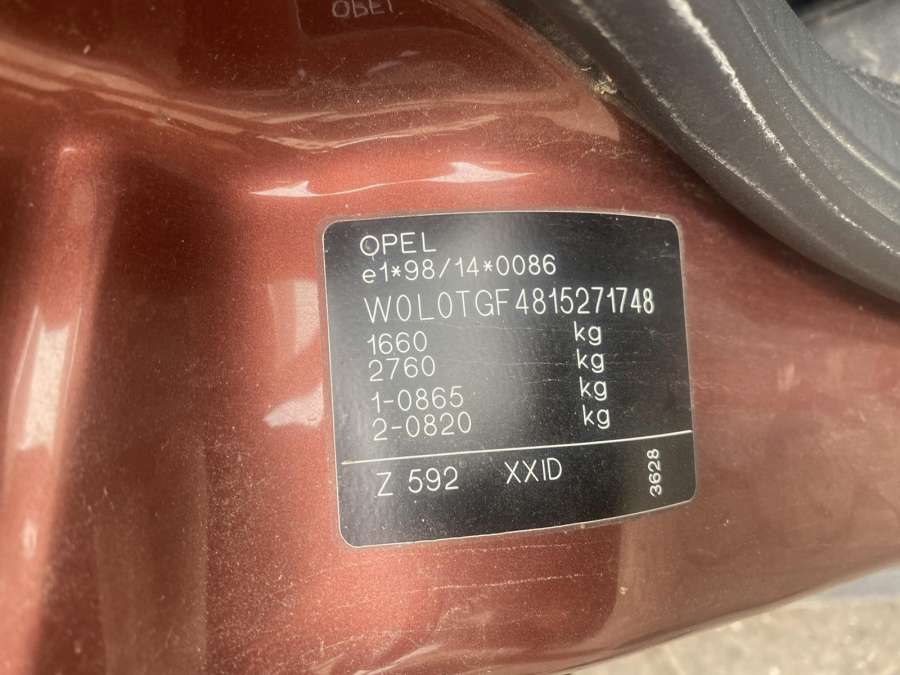 OPEL
OPEL
e1*98/14*0086
W0L0TGF4815271748
1660 kg
2760 kg
1-0865 kg
2-0820 kg
Z 592 XXID
3628